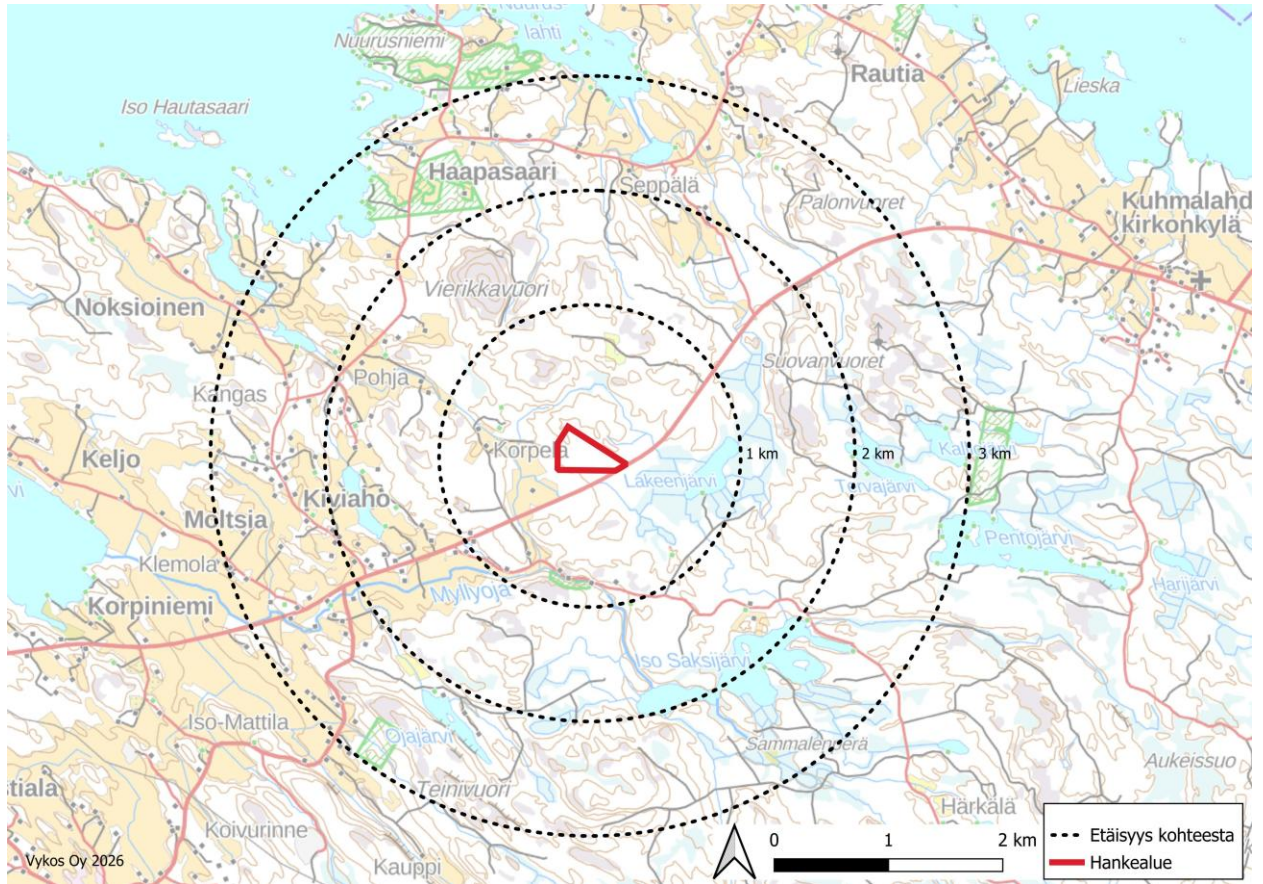 Nuurus-
lahti
Nuurusniemi
Rautia
Lieska
Iso Hautasaari
Haapasaari
Seppälä
Palonvuoret
Kuhmalahd
kirkonkylä
Vierikkavuori
Noksioinen
Suovanvuoret
Kangas
Pohja
Korpela
1 km
2 km
3 km
Keljo
Lakeenjärvi
Kiviaho
Moltsia
Pentojärvi
Klemola
Myllyoja
Harijärvi
Korpiniemi
Iso Saksijärvi
Iso-Mattila
Ojajärvi
Sammalenperä
Aukeissuo
Teinivuori
stiala
Härkälä
Koivurinne
Kauppi
0 1 2 km
Etäisyys kohteesta
Hankealue
Vykos Oy 2026